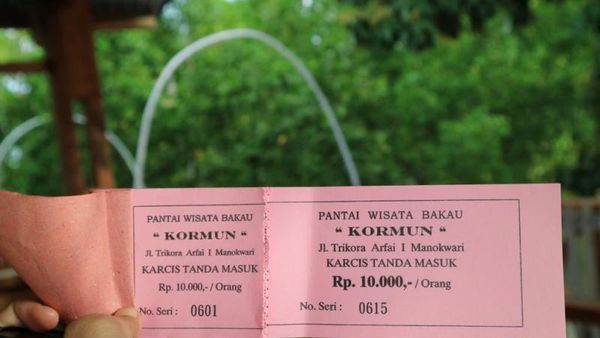 PANTAI WISATA BAKAU
“ KORMUN “
Jl. Trikora Arfai I Manokwari
KARCIS TANDA MASUK
Rp. 10.000,- / Orang
No. Seri : 0601
PANTAI WISATA BAKAU
“ KORMUN “
Jl. Trikora Arfai I Manokwari
KARCIS TANDA MASUK
Rp. 10.000,- / Orang
No. Seri : 0615